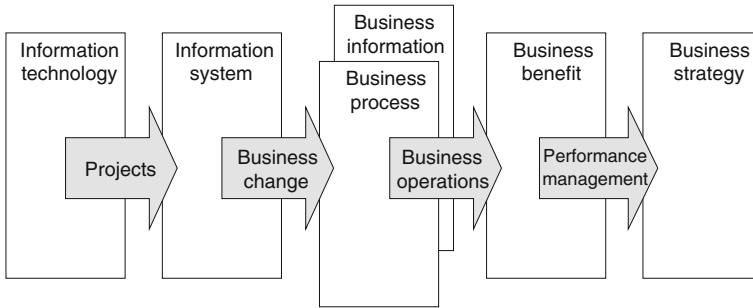 Information
technology
Information
system
Business
information
Business
process
Business
benefit
Business
strategy
Projects
Business
change
Business
operations
Performance
management